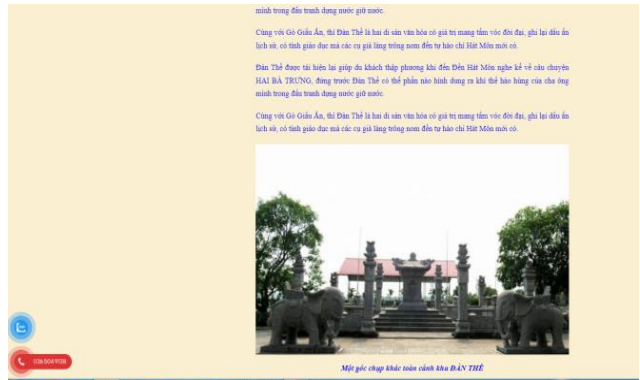 mình trong đấu tranh dựng nước giữ nước.
Cùng với Gò Giấu Ấn, thì Đàn Thề là hai di sản văn hóa có giá trị mang tầm vóc đời đại, ghi lại dấu ấn
lịch sử, có tính giáo dục mà các cụ già làng trông nom đền tự hào chỉ Hát Môn mới có.
Đàn Thề được tái hiện lại giúp du khách thập phương khi đến Đền Hát Môn nghe kể về câu chuyện
HAI BÀ TRƯNG, đứng trước Đàn Thề có thể phần nào hình dung ra khí thế hào hùng của cha ông
mình trong đấu tranh dựng nước giữ nước.
Cùng với Gò Giấu Ấn, thì Đàn Thề là hai di sản văn hóa có giá trị mang tầm vóc đời đại, ghi lại dấu ấn
lịch sử, có tính giáo dục mà các cụ già làng trông nom đền tự hào chỉ Hát Môn mới có.
Một góc chụp khác toàn cảnh khu ĐÀN THỀ
0365049138